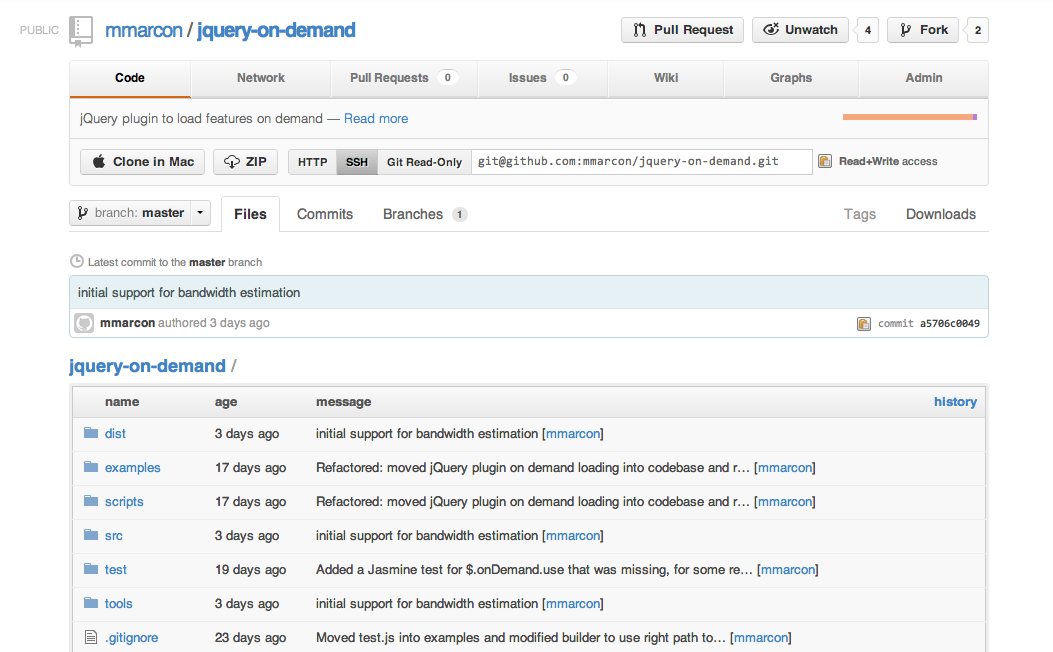 PUBLIC mmarcon / jquery-on-demand Pull Request Unwatch 4 Fork 2
Code Network Pull Requests 0 Issues 0 Wiki Graphs Admin
jQuery plugin to load features on demand — Read more
Clone in Mac ZIP HTTP SSH Git Read-Only git@github.com:mmarcon/jquery-on-demand.git Read+Write access
branch: master Files Commits Branches 1 Tags Downloads
Latest commit to the master branch
initial support for bandwidth estimation
mmarcon authored 3 days ago commit a5706c0049
jquery-on-demand /
name age message history
dist 3 days ago initial support for bandwidth estimation [mmarcon]
examples 17 days ago Refactored: moved jQuery plugin on demand loading into codebase and r… [mmarcon]
scripts 17 days ago Refactored: moved jQuery plugin on demand loading into codebase and r… [mmarcon]
src 3 days ago initial support for bandwidth estimation [mmarcon]
test 19 days ago Added a Jasmine test for $.onDemand.use that was missing, for some re… [mmarcon]
tools 3 days ago initial support for bandwidth estimation [mmarcon]
.gitignore 23 days ago Moved test.js into examples and modified builder to use right path to… [mmarcon]